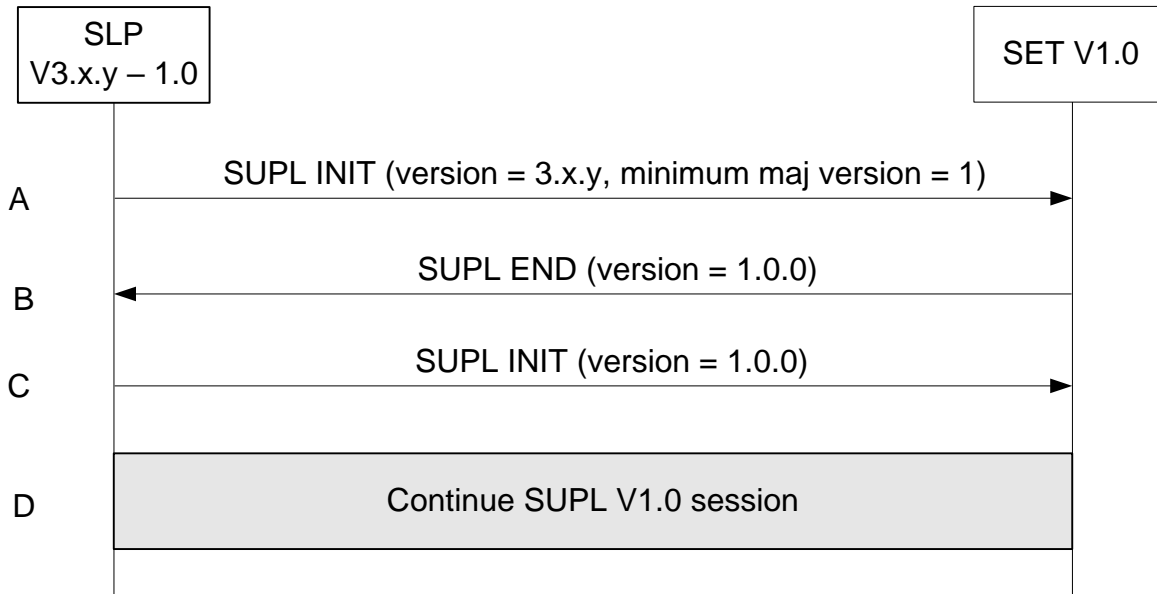 SLP
V3.x.y – 1.0
SET V1.0
SUPL INIT (version = 3.x.y, minimum maj version = 1)
A
SUPL END (version = 1.0.0)
B
SUPL INIT (version = 1.0.0)
C
Continue SUPL V1.0 session
D